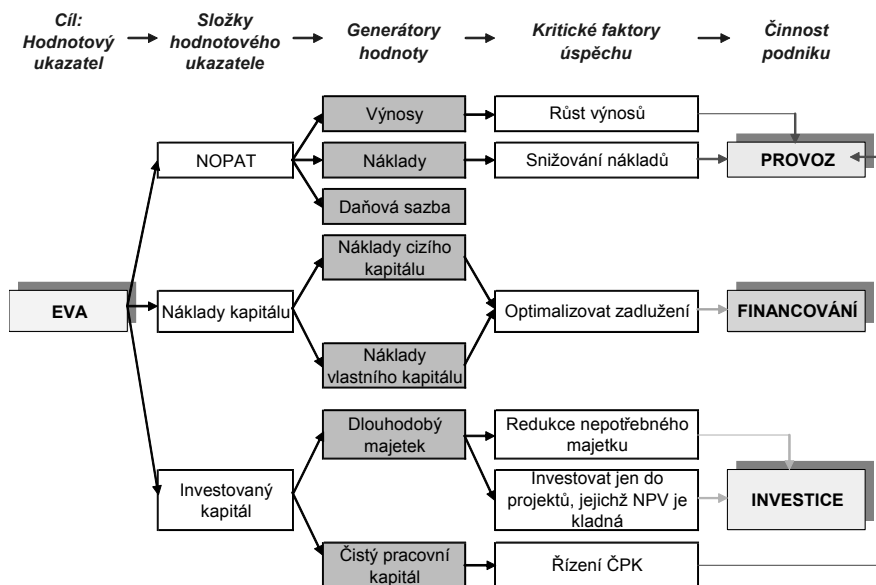 Cíl:
Hodnotový
ukazatel
Složky
hodnotového
ukazatele
Generátory
hodnoty
Kritické faktory
úspěchu
Činnost
podniku
Výnosy
Růst výnosů
NOPAT
Náklady
Snižování nákladů
PROVOZ
Daňová sazba
Náklady cizího
kapitálu
EVA
Náklady kapitálu
Optimalizovat zadlužení
FINANCOVÁNÍ
Náklady
vlastního kapitálu
Dlouhodobý
majetek
Redukce nepotřebného
majetku
Investovaný
kapitál
Investovat jen do
projektů, jejichž NPV je
kladná
INVESTICE
Čistý pracovní
kapitál
Řízení ČPK